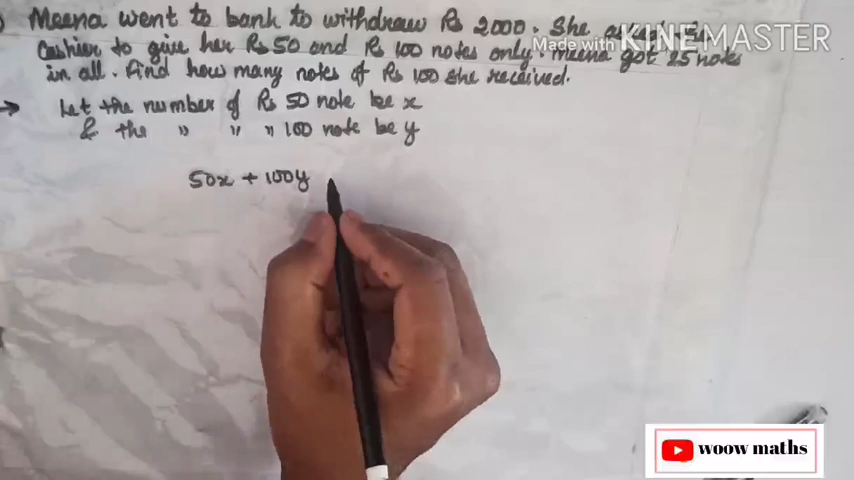 Meena went to bank to withdraw Rs 2000. She
cashier to give her Rs 50 and Rs 100 notes only. Meena got 25 notes
in all. Find how many notes of Rs 100 she received.
→ Let the number of Rs 50 note be x
& the " " " 100 note be y
50x + 100y
Made with KINEMASTER
woow maths